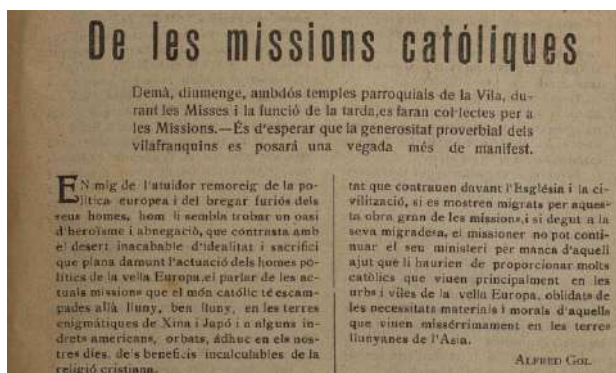 De les missions católiques
Demà, diumenge, ambdós temples parroquials de la Vila, du-
rant les Misses i la funció de la tarda,es faran col·lectes per a
les Missions.—És d'esperar que la generositat proverbial dels
vilafranquins es posará una vegada més de manifest.
EN mig de l'atuidor remoreig de la po-
lítica europea i del bregar furiós dels
seus homes, hom li sembla trobar un oasi
d'heroisme i abnegació, que contrasta amb
el desert inacabable d'idealitat i sacrifici
que plana damunt l'actuació dels homes po-
lítics de la vella Europa,el parlar de les ac-
tuals missions que el món catòlic té escam-
pades allà lluny, ben lluny, en les terres
enigmátiques de Xina i Japó i a alguns in-
drets americans, orbats, ádhuc en els nos-
tres dies, dels beneficis incalculables de la
religió cristiana.
tat que contrauen davant l'Església i la ci-
vilització, si es mostren migrats per aques-
ta obra gran de les missions,i si degut a la
seva migradesa, el missioner no pot conti-
nuar el seu ministeri per manca d'aquell
ajut que li haurien de proporcionar molts
catòlics que viuen principalment en les
urbs i viles de la vella Europa, oblidats de
les necessitats materials i morals d'aquells
que viuen missérrimament en les terres
llunyanes de l'Asia.
ALFRED GOL